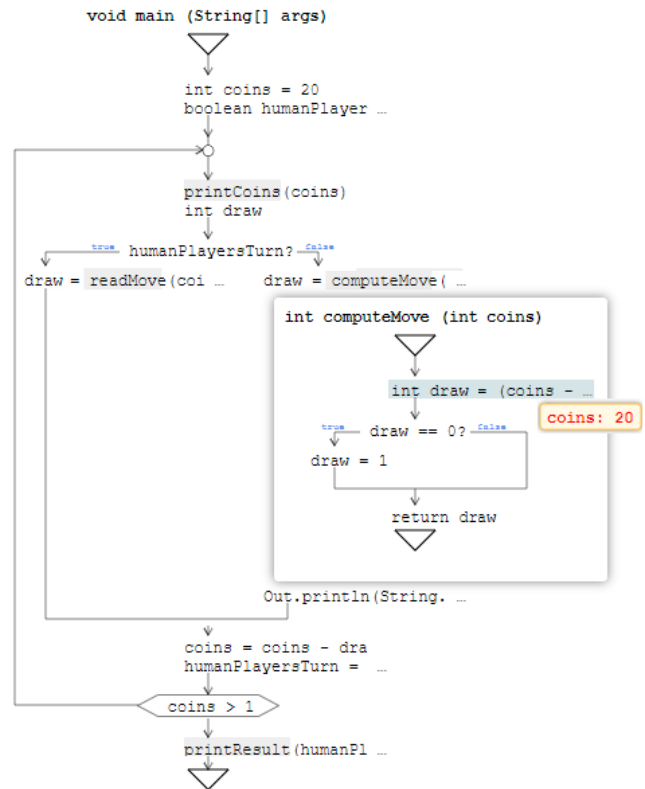 void main (String[] args)
int coins = 20
boolean humanPlayer …
printCoins(coins)
int draw
true humanPlayersTurn? false
draw = readMove(coi …
draw = computeMove( …
int computeMove (int coins)
int draw = (coins - …
coins: 20
true draw == 0? false
draw = 1
return draw
Out.println(String. …
coins = coins - dra
humanPlayersTurn = …
coins > 1
printResult(humanPl …